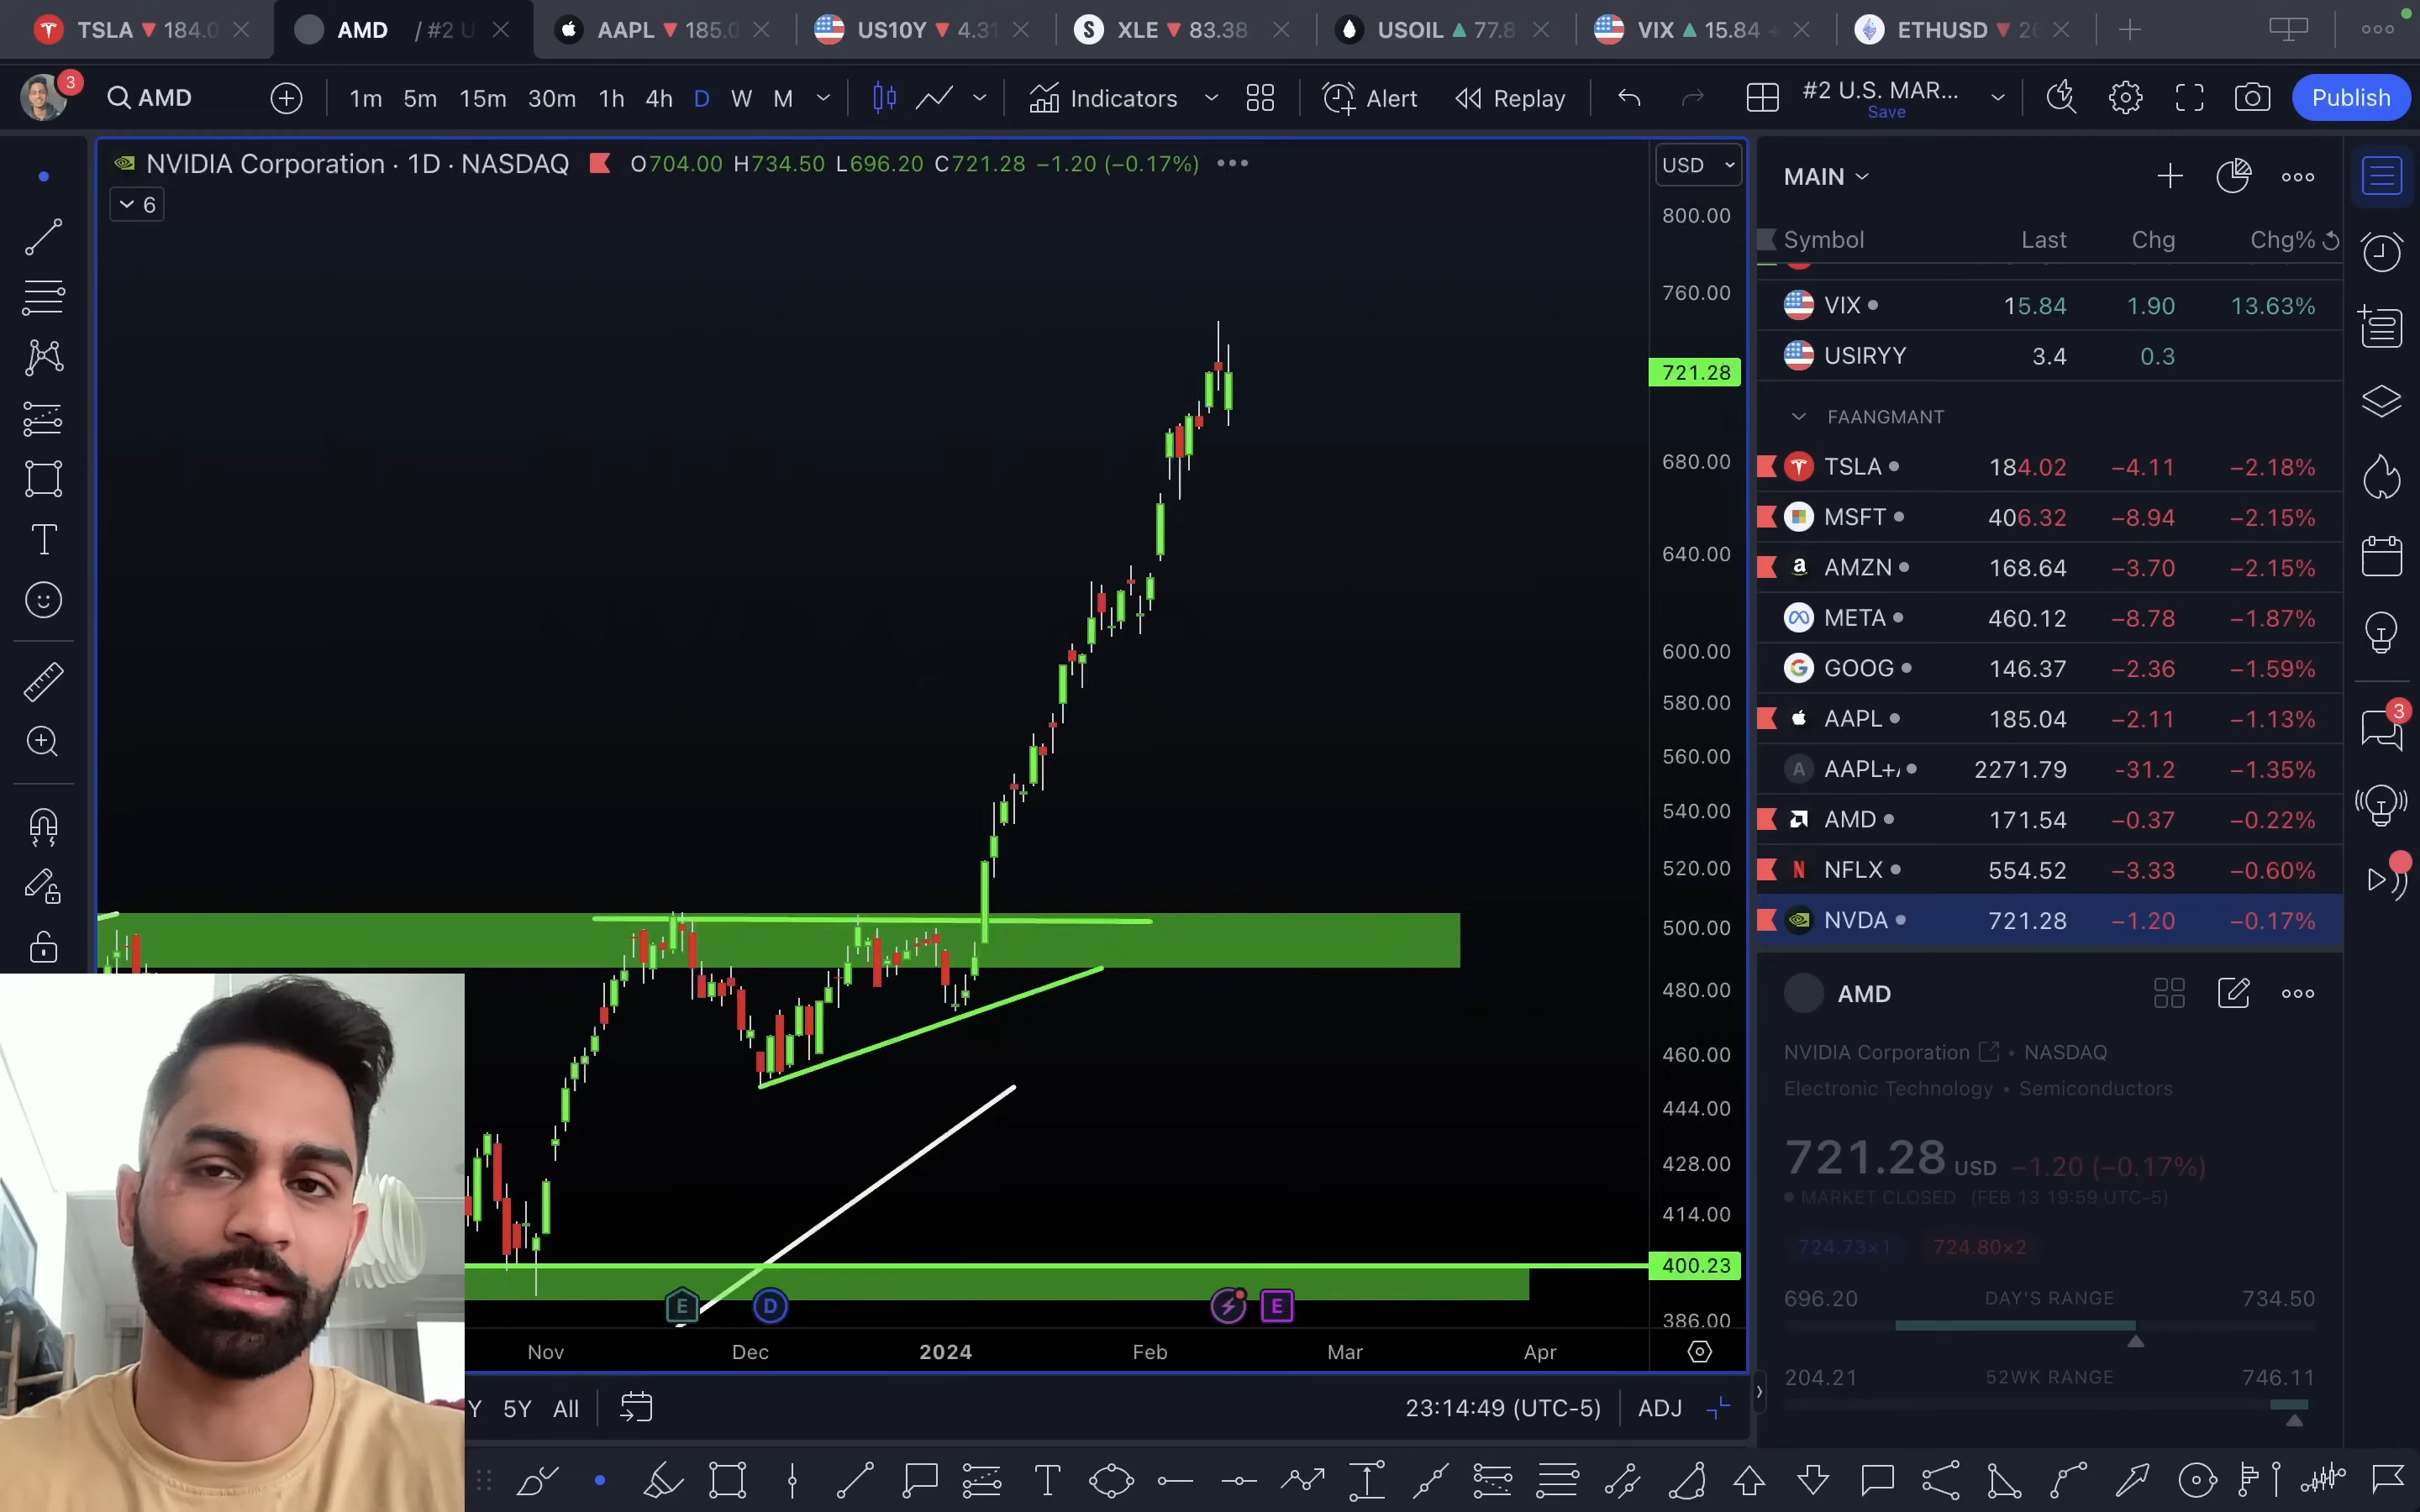 TSLA 184.0
AMD / #2 U
AAPL 185.0
US10Y 4.31
XLE 83.38
USOIL 77.8
VIX 15.84
ETHUSD 26
3
AMD
1m 5m 15m 30m 1h 4h D W M
Indicators
Alert
Replay
#2 U.S. MAR...
Save
Publish
NVIDIA Corporation · 1D · NASDAQ O704.00 H734.50 L696.20 C721.28 −1.20 (−0.17%)
6
USD
800.00
760.00
721.28
680.00
640.00
600.00
580.00
560.00
540.00
520.00
500.00
480.00
460.00
444.00
428.00
414.00
400.23
386.00
E D E
Nov Dec 2024 Feb Mar Apr
Y 5Y All
23:14:49 (UTC-5) ADJ
MAIN
Symbol Last Chg Chg%
VIX 15.84 1.90 13.63%
USIRYY 3.4 0.3
FAANGMANT
TSLA 184.02 −4.11 −2.18%
MSFT 406.32 −8.94 −2.15%
AMZN 168.64 −3.70 −2.15%
META 460.12 −8.78 −1.87%
GOOG 146.37 −2.36 −1.59%
AAPL 185.04 −2.11 −1.13%
A AAPL+/ 2271.79 -31.2 −1.35%
AMD 171.54 −0.37 −0.22%
NFLX 554.52 −3.33 −0.60%
NVDA 721.28 −1.20 −0.17%
AMD
NVIDIA Corporation • NASDAQ
Electronic Technology • Semiconductors
721.28 USD −1.20 (−0.17%)
MARKET CLOSED (FEB 13 19:59 UTC-5)
724.73×1 724.80×2
696.20 DAY'S RANGE 734.50
204.21 52WK RANGE 746.11
3